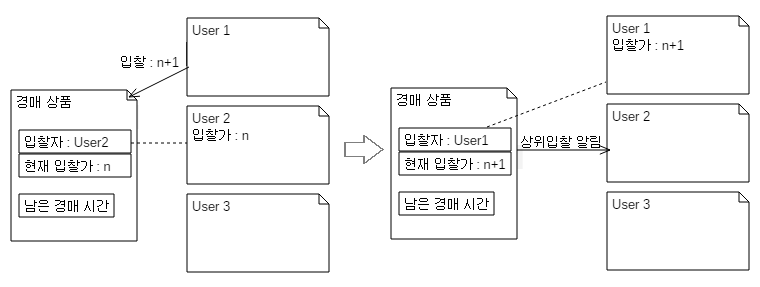 User 1
입찰 : n+1
경매 상품
입찰자 : User2
현재 입찰가 : n
남은 경매 시간
User 2
입찰가 : n
User 3
User 1
입찰가 : n+1
경매 상품
입찰자 : User1
현재 입찰가 : n+1
남은 경매 시간
상위입찰 알림
User 2
User 3